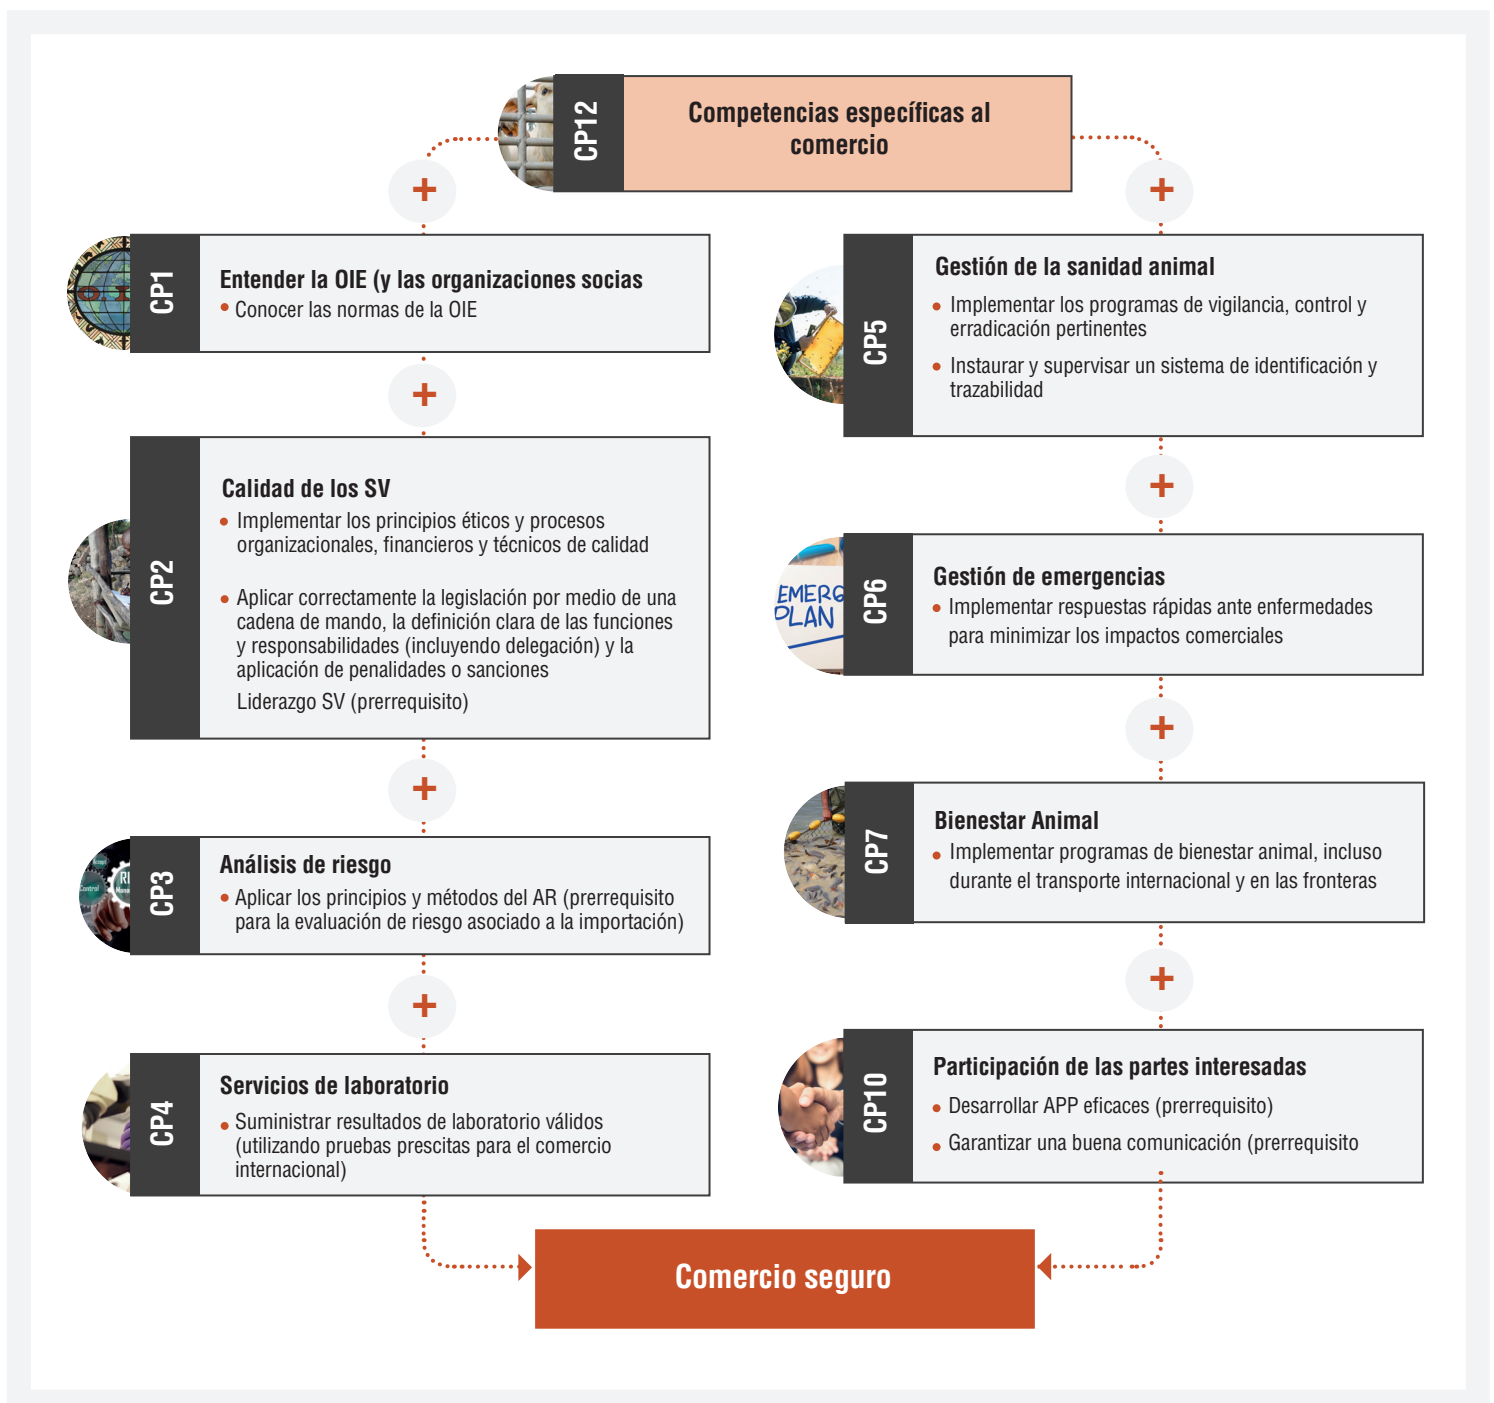 CP12
Competencias específicas al
comercio
+
+
CP1
Entender la OIE (y las organizaciones socias
• Conocer las normas de la OIE
+
CP2
Calidad de los SV
• Implementar los principios éticos y procesos
organizacionales, financieros y técnicos de calidad
• Aplicar correctamente la legislación por medio de una
cadena de mando, la definición clara de las funciones
y responsabilidades (incluyendo delegación) y la
aplicación de penalidades o sanciones
Liderazgo SV (prerrequisito)
+
Control
CP3
Análisis de riesgo
• Aplicar los principios y métodos del AR (prerrequisito
para la evaluación de riesgo asociado a la importación)
+
CP4
Servicios de laboratorio
• Suministrar resultados de laboratorio válidos
(utilizando pruebas prescitas para el comercio
internacional)
CP5
Gestión de la sanidad animal
• Implementar los programas de vigilancia, control y
erradicación pertinentes
• Instaurar y supervisar un sistema de identificación y
trazabilidad
+
EMERG
PLAN
CP6
Gestión de emergencias
• Implementar respuestas rápidas ante enfermedades
para minimizar los impactos comerciales
+
CP7
Bienestar Animal
• Implementar programas de bienestar animal, incluso
durante el transporte internacional y en las fronteras
+
CP10
Participación de las partes interesadas
• Desarrollar APP eficaces (prerrequisito)
• Garantizar una buena comunicación (prerrequisito
Comercio seguro